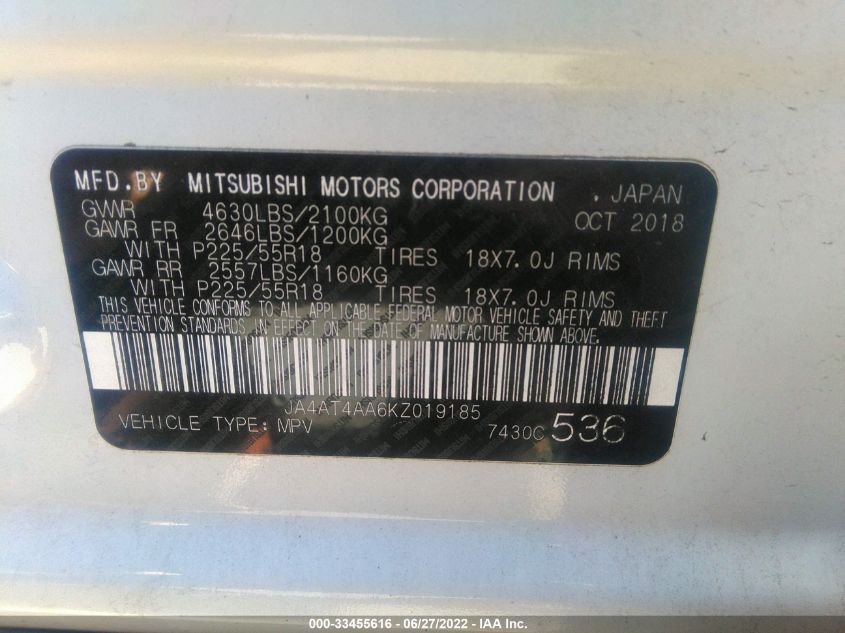 MFD.BY MITSUBISHI MOTORS CORPORATION . JAPAN
GVWR 4630LBS/2100KG OCT 2018
GAWR FR 2646LBS/1200KG
WITH P225/55R18 TIRES 18X7.0J RIMS
GAWR RR 2557LBS/1160KG
WITH P225/55R18 TIRES 18X7.0J RIMS
THIS VEHICLE CONFORMS TO ALL APPLICABLE FEDERAL MOTOR VEHICLE SAFETY AND THEFT
PREVENTION STANDARDS IN EFFECT ON THE DATE OF MANUFACTURE SHOWN ABOVE.
JA4AT4AA6KZ019185
VEHICLE TYPE: MPV 7430C 536
000-33455616 - 06/27/2022 - IAA Inc.